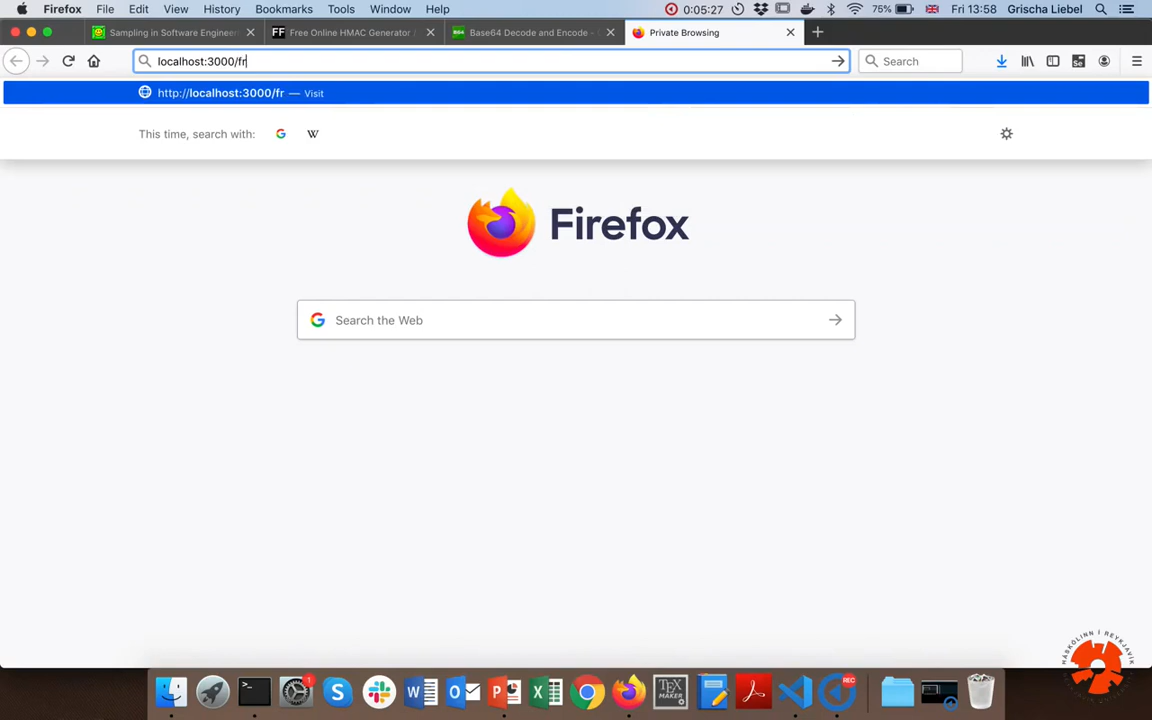 Firefox File Edit View History Bookmarks Tools Window Help 0:05:27 75% Fri 13:58 Grischa Liebel
Sampling in Software Engineer Free Online HMAC Generator / Base64 Decode and Encode - Private Browsing
localhost:3000/fr Search
http://localhost:3000/fr — Visit
This time, search with: G W
Firefox
Search the Web
HÁSKÓLINN Í REYKJAVÍK